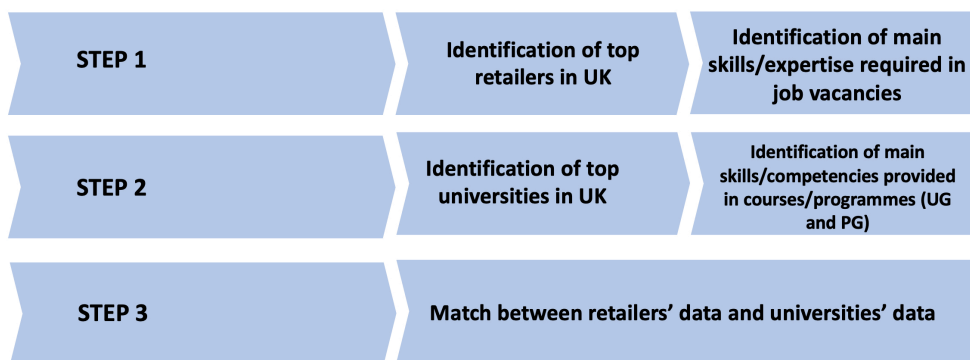 STEP 1
Identification of top
retailers in UK
Identification of main
skills/expertise required in
job vacancies
STEP 2
Identification of top
universities in UK
Identification of main
skills/competencies provided
in courses/programmes (UG
and PG)
STEP 3
Match between retailers’ data and universities’ data